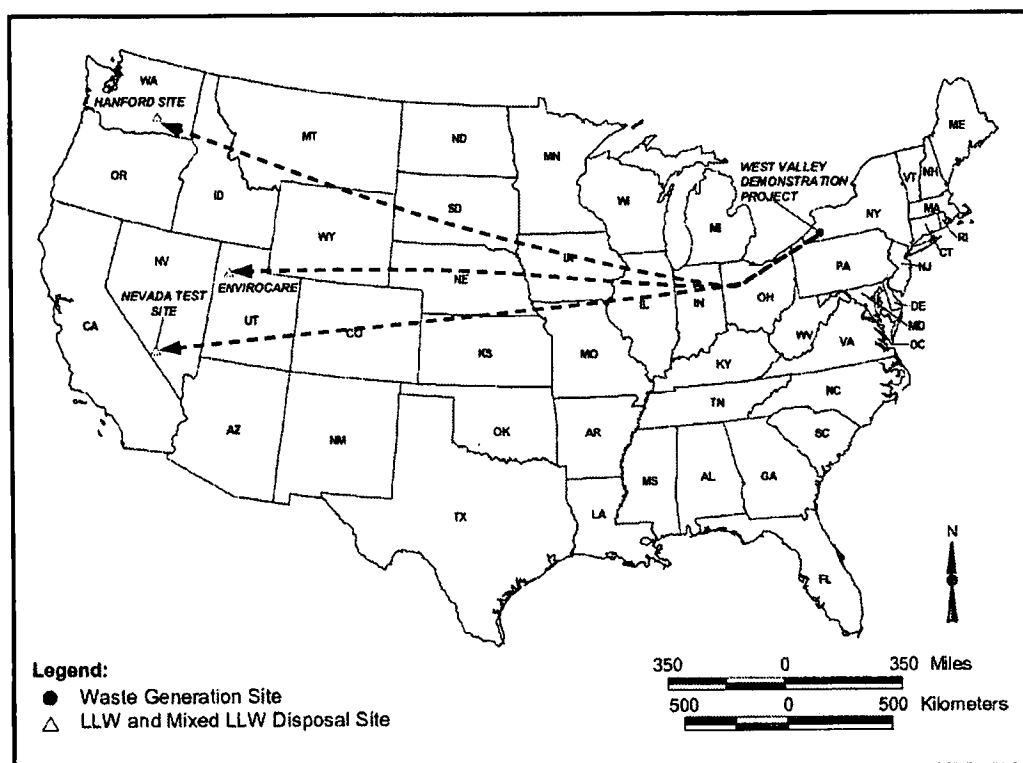 WA
HANFORD SITE
MT
ND
MN
ME
OR
ID
WEST VALLEY
DEMONSTRATION
PROJECT
VT
NH
SD
WI
MI
NY
MA
RI
CT
WY
NV
NE
PA
NJ
ENVIROCARE
NEVADA TEST
SITE
IL
IN
OH
DE
MD
DC
CA
UT
CO
KS
MO
WV
VA
KY
NC
TN
AZ
NM
OK
AR
SC
MS
AL
GA
TX
LA
FL
N
Legend:
Waste Generation Site
LLW and Mixed LLW Disposal Site
350 0 350 Miles
500 0 500 Kilometers